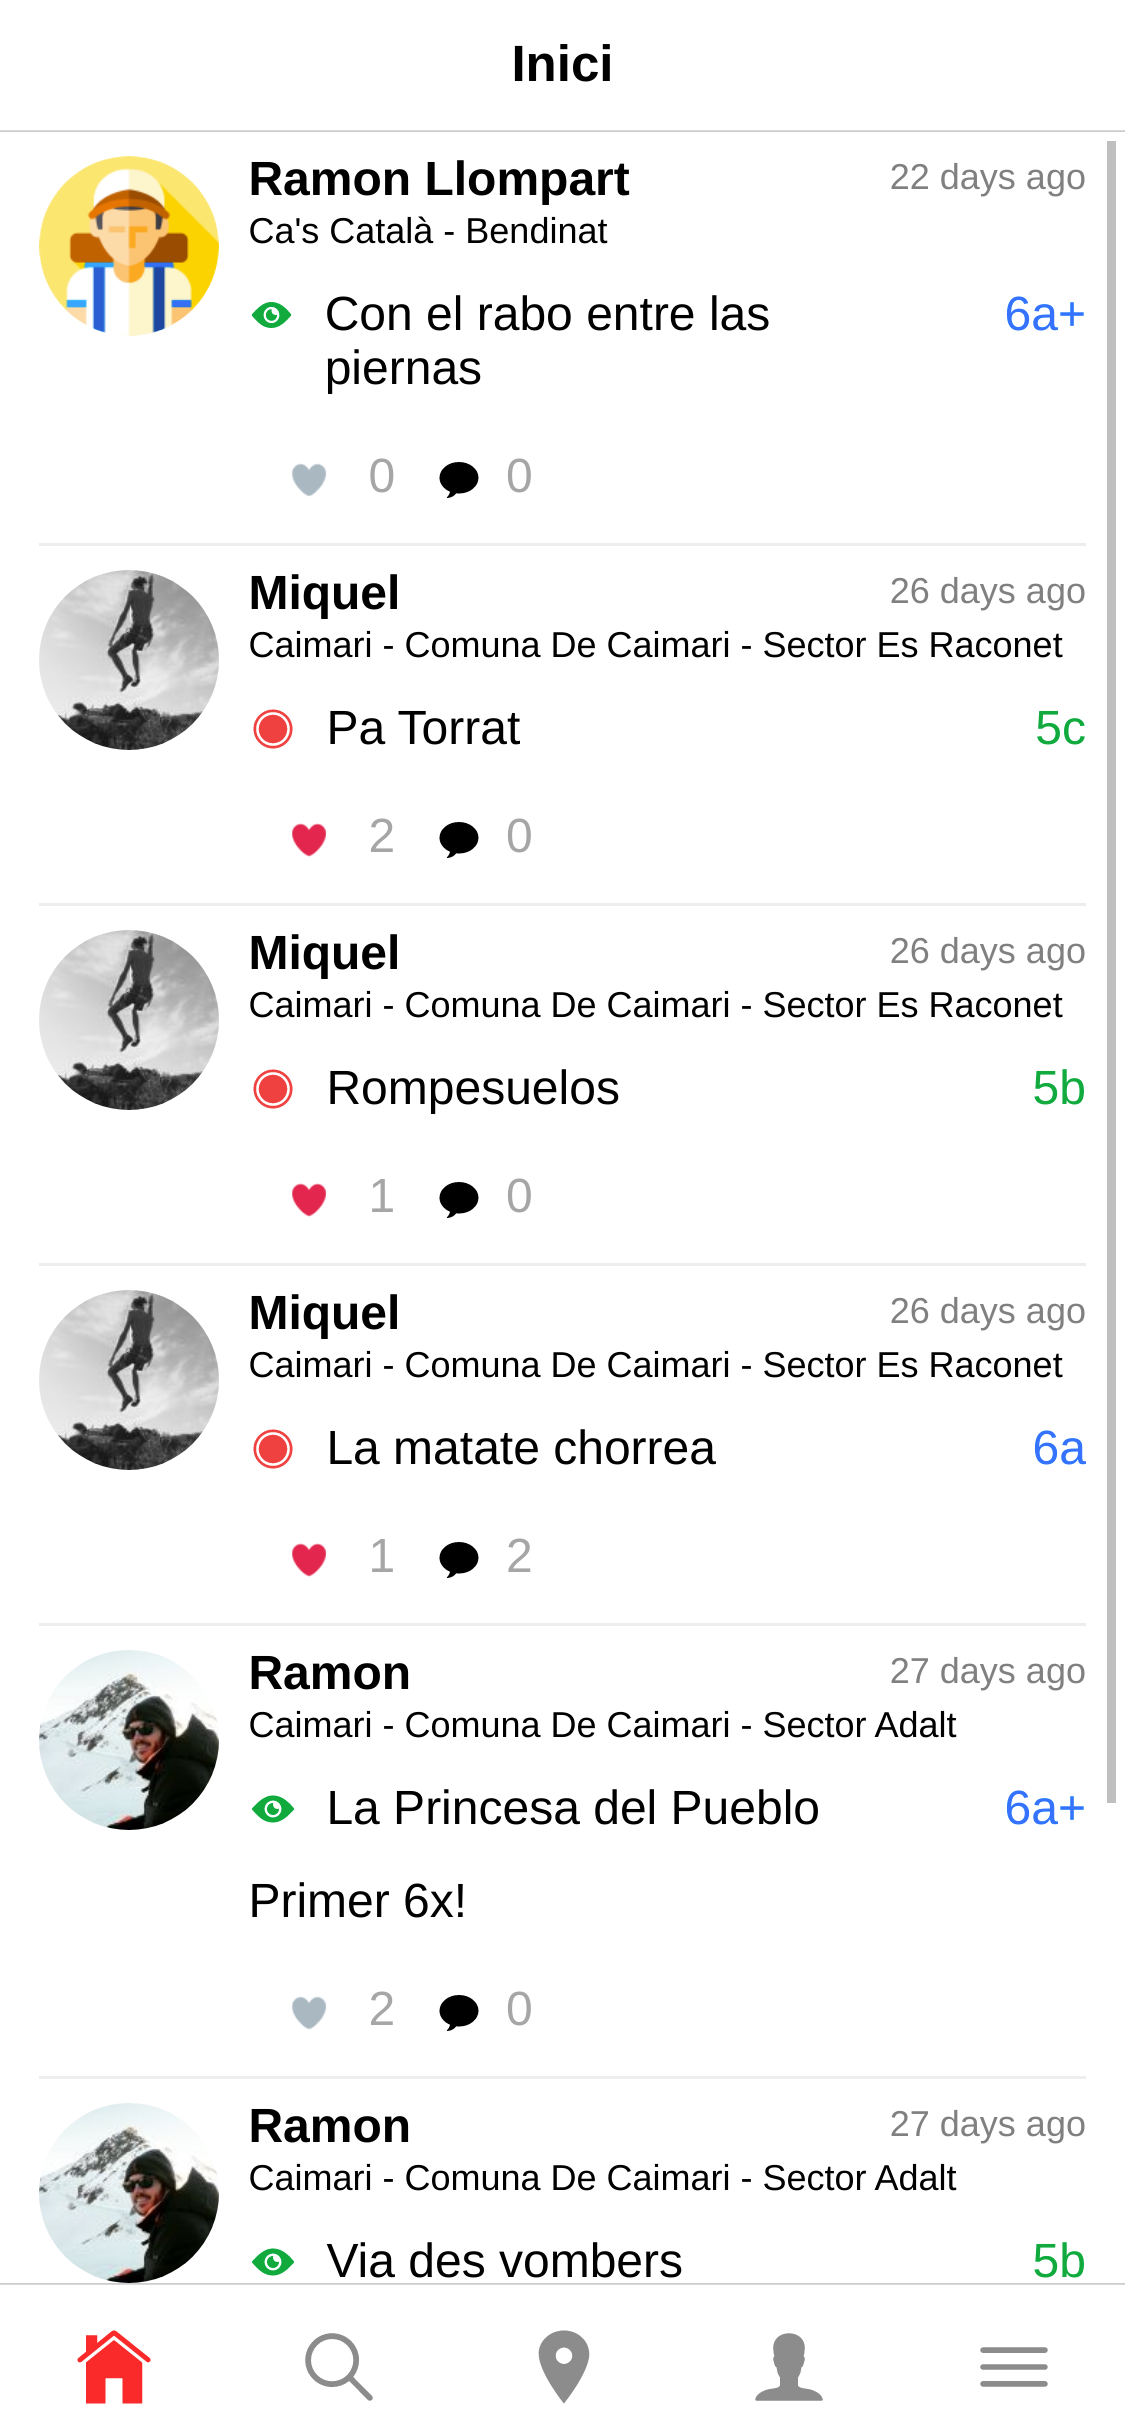 Inici
Ramon Llompart 22 days ago
Ca's Català - Bendinat
Con el rabo entre las 6a+
piernas
0 0
Miquel 26 days ago
Caimari - Comuna De Caimari - Sector Es Raconet
Pa Torrat 5c
2 0
Miquel 26 days ago
Caimari - Comuna De Caimari - Sector Es Raconet
Rompesuelos 5b
1 0
Miquel 26 days ago
Caimari - Comuna De Caimari - Sector Es Raconet
La matate chorrea 6a
1 2
Ramon 27 days ago
Caimari - Comuna De Caimari - Sector Adalt
La Princesa del Pueblo 6a+
Primer 6x!
2 0
Ramon 27 days ago
Caimari - Comuna De Caimari - Sector Adalt
Via des vombers 5b